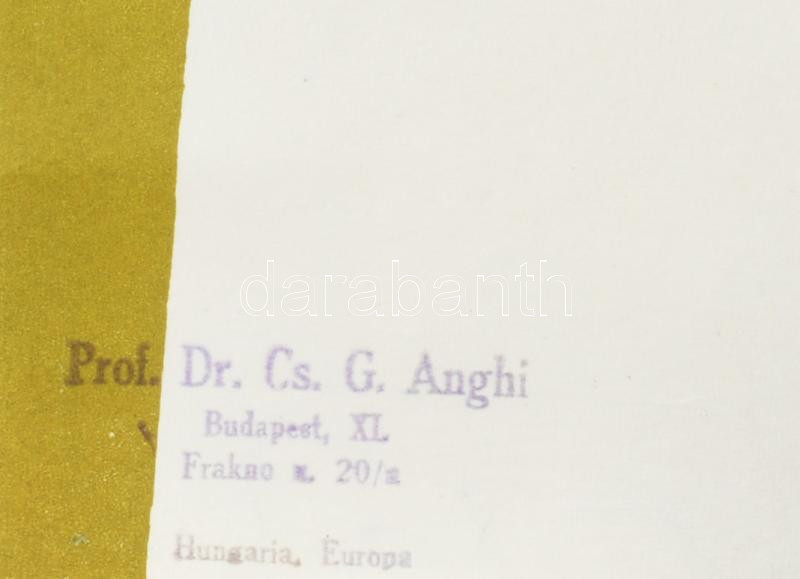 darabanth
Prof. Dr. Cs. G. Anghi
Budapest, XI.
Frakno u. 20/a
Hungaria, Europa